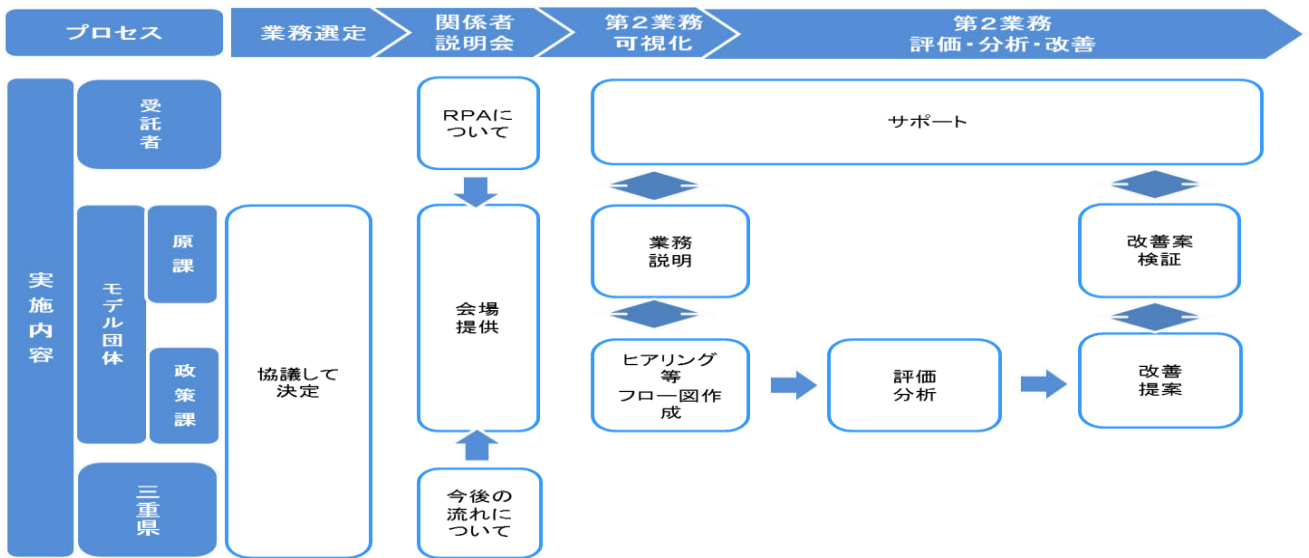 プロセス
業務選定
関係者
説明会
第2業務
可視化
第2業務
評価・分析・改善
実施内容
受託者
RPAに
ついて
サポート
モデル団体
原課
業務
説明
改善案
検証
会場
提供
政策課
協議して
決定
ヒアリング
等
フロー図作
成
評価
分析
改善
提案
三重県
今後の
流れに
ついて